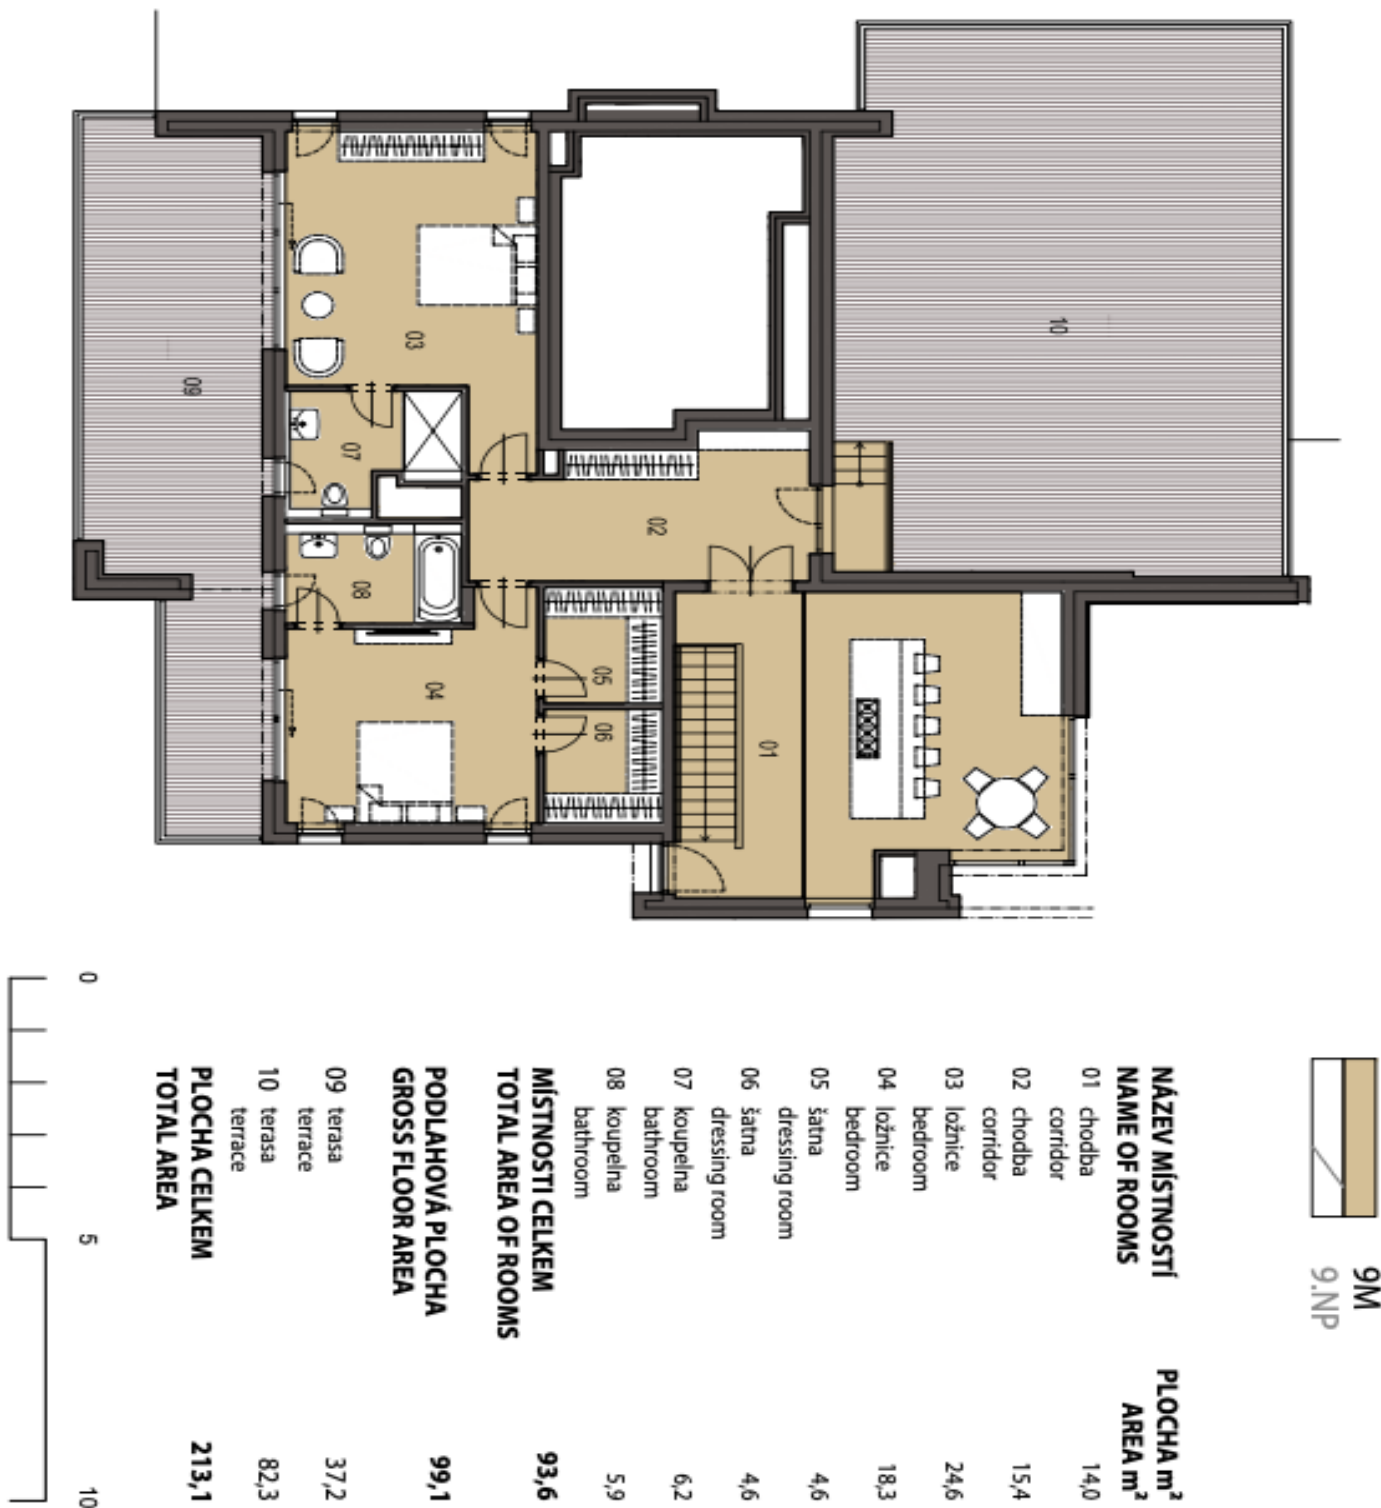 9M
9.NP
NÁZEV MÍSTNOSTÍ PLOCHA m²
NAME OF ROOMS AREA m²
01 chodba 14,0
corridor
02 chodba 15,4
corridor
03 ložnice 24,6
bedroom
04 ložnice 18,3
bedroom
05 šatna 4,6
dressing room
06 šatna 4,6
dressing room
07 koupelna 6,2
bathroom
08 koupelna 5,9
bathroom
MÍSTNOSTI CELKEM 93,6
TOTAL AREA OF ROOMS
PODLAHOVÁ PLOCHA 99,1
GROSS FLOOR AREA
09 terasa 37,2
terrace
10 terasa 82,3
terrace
PLOCHA CELKEM 213,1
TOTAL AREA
0 5 10
10
01
02
05
06
03
04
07
08
09